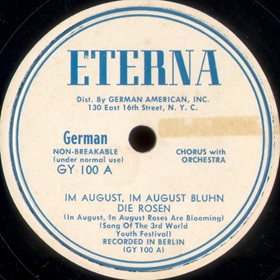 ETERNA
Dist. By GERMAN AMERICAN, INC.
130 East 16th Street, N. Y. C.
German
NON-BREAKABLE
(under normal use)
GY 100 A
CHORUS with
ORCHESTRA
IM AUGUST, IM AUGUST BLUHN
DIE ROSEN
(In August, In August Roses Are Blooming)
(Song Of The 3rd World
Youth Festival)
RECORDED IN BERLIN
(GY 100 A)